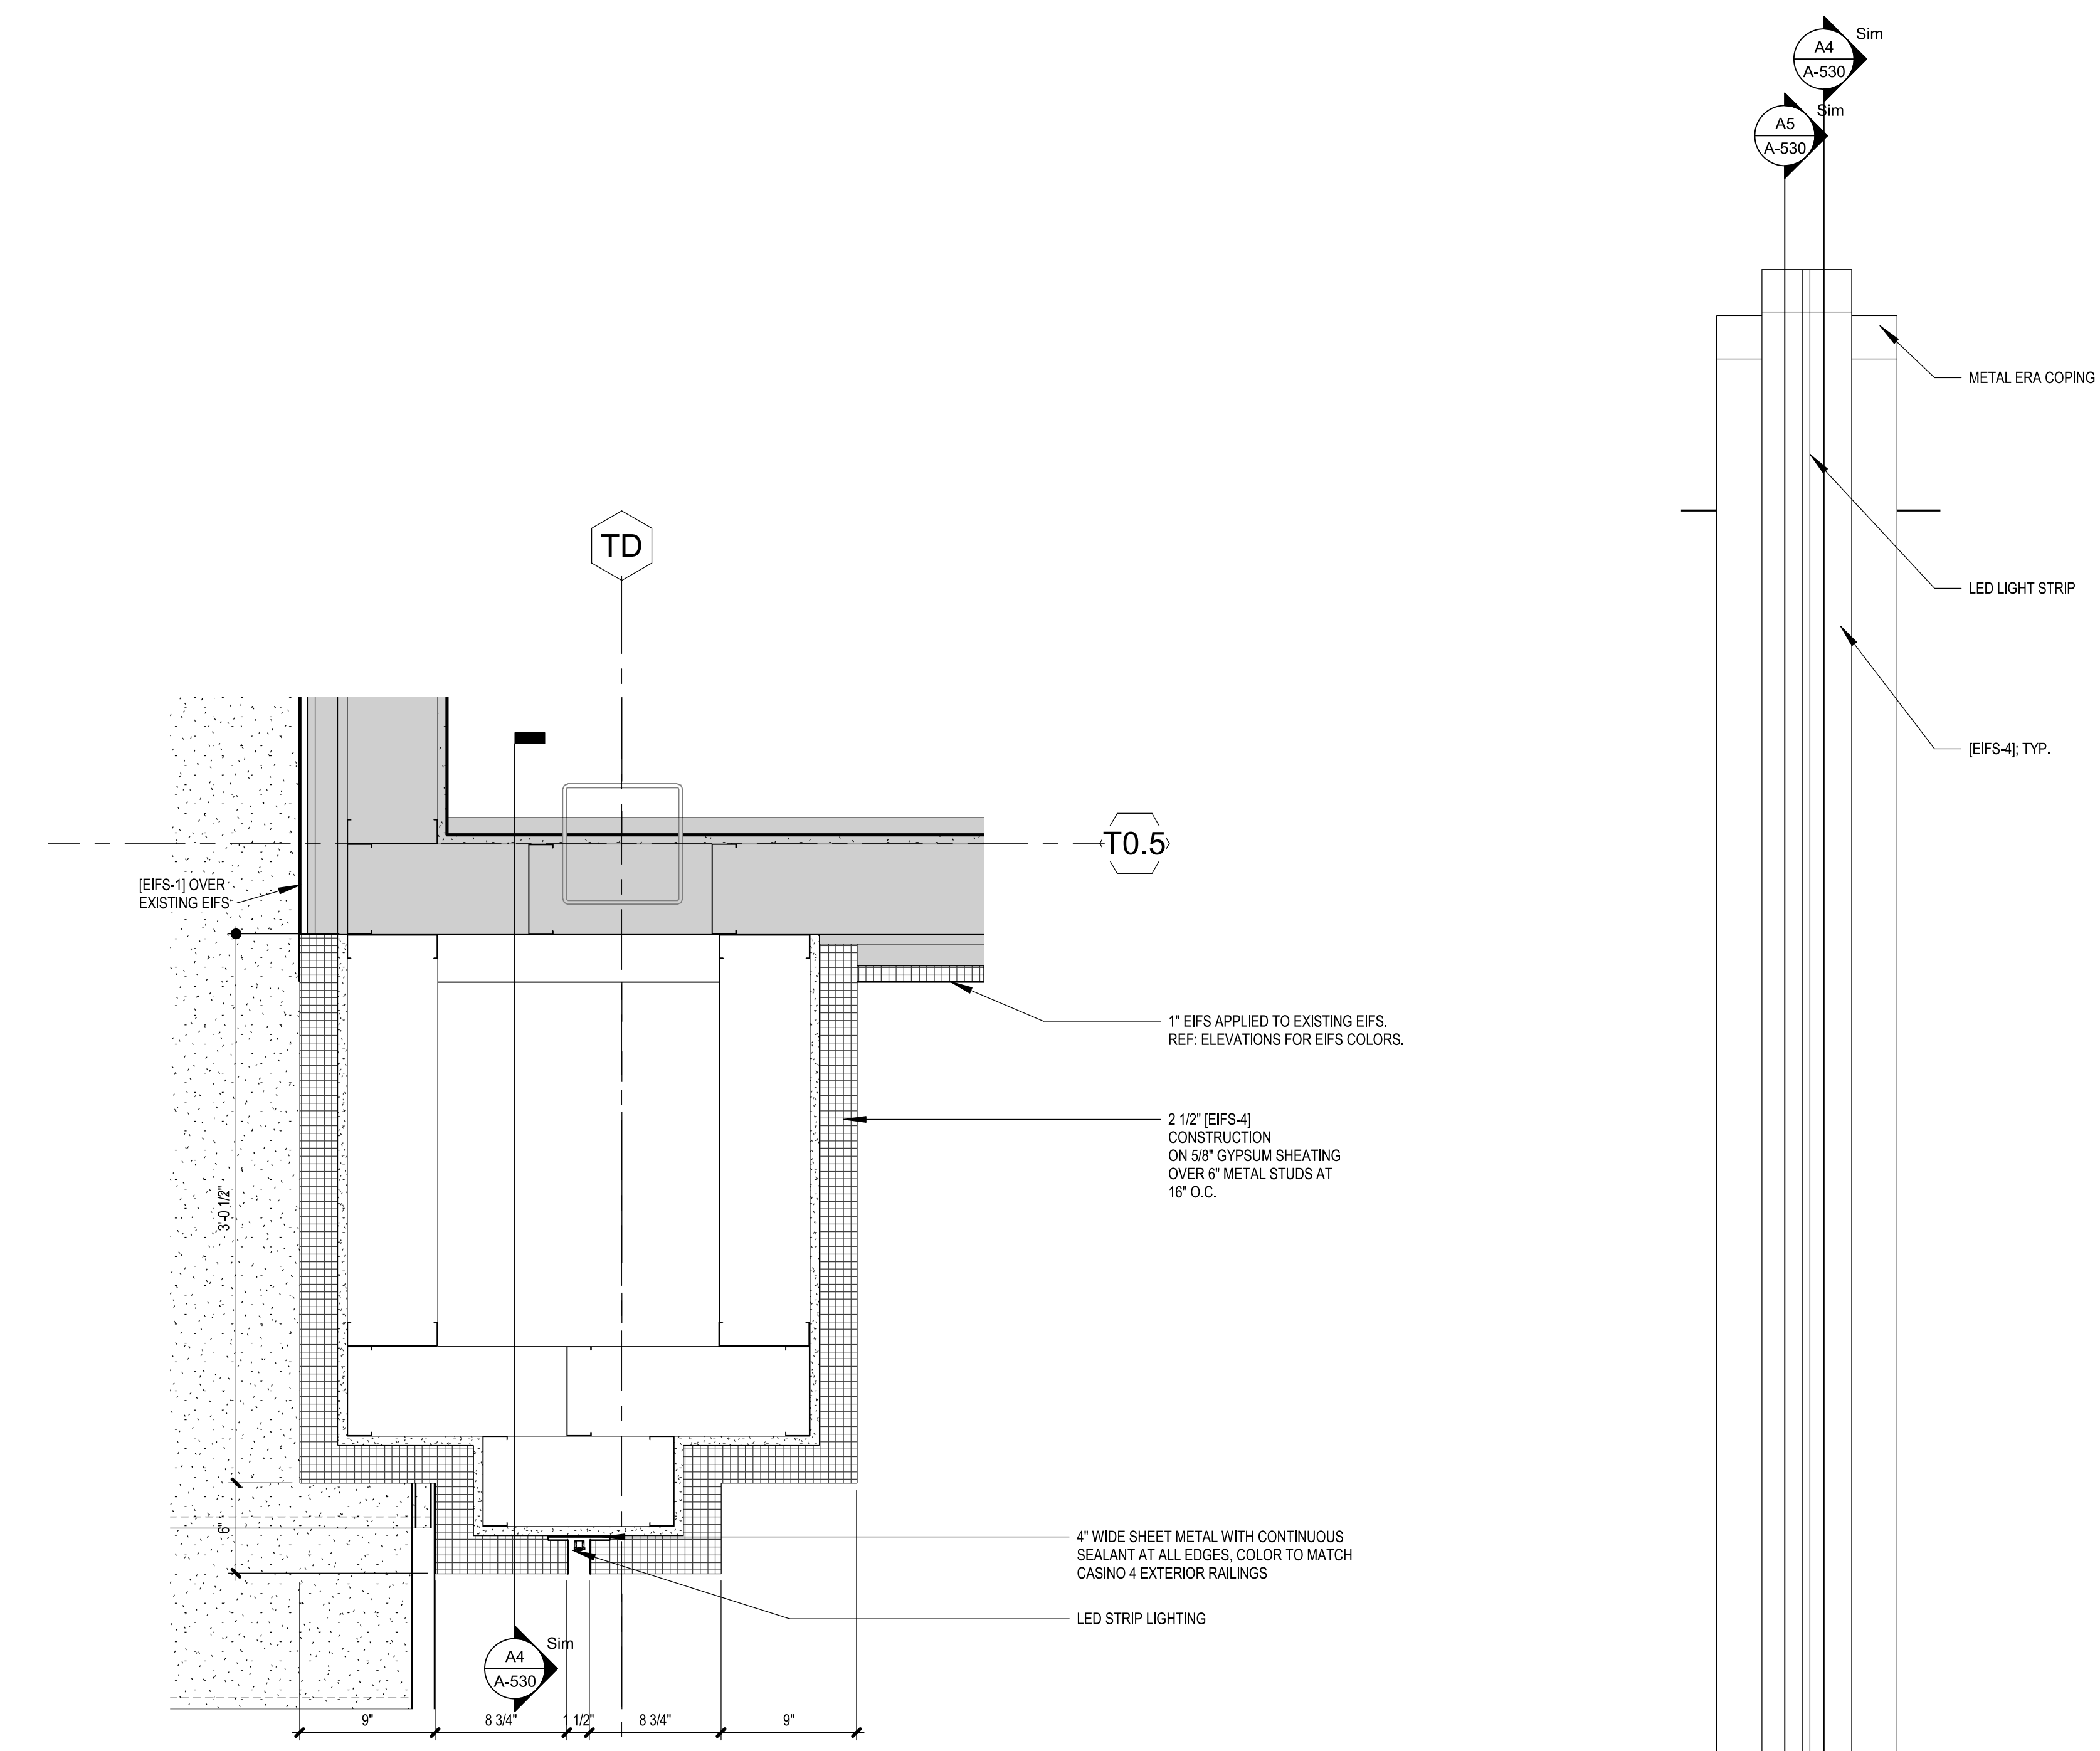 A4
Sim
A-530
A5
Sim
A-530
METAL ERA COPING
LED LIGHT STRIP
[EIFS-4]; TYP.
TD
T0.5
[EIFS-1] OVER
EXISTING EIFS
1" EIFS APPLIED TO EXISTING EIFS.
REF: ELEVATIONS FOR EIFS COLORS.
2 1/2" [EIFS-4]
CONSTRUCTION
ON 5/8" GYPSUM SHEATING
OVER 6" METAL STUDS AT
16" O.C.
3'-0 1/2"
6"
4" WIDE SHEET METAL WITH CONTINUOUS
SEALANT AT ALL EDGES, COLOR TO MATCH
CASINO 4 EXTERIOR RAILINGS
LED STRIP LIGHTING
A4
Sim
A-530
9"
8 3/4"
1 1/2"
8 3/4"
9"